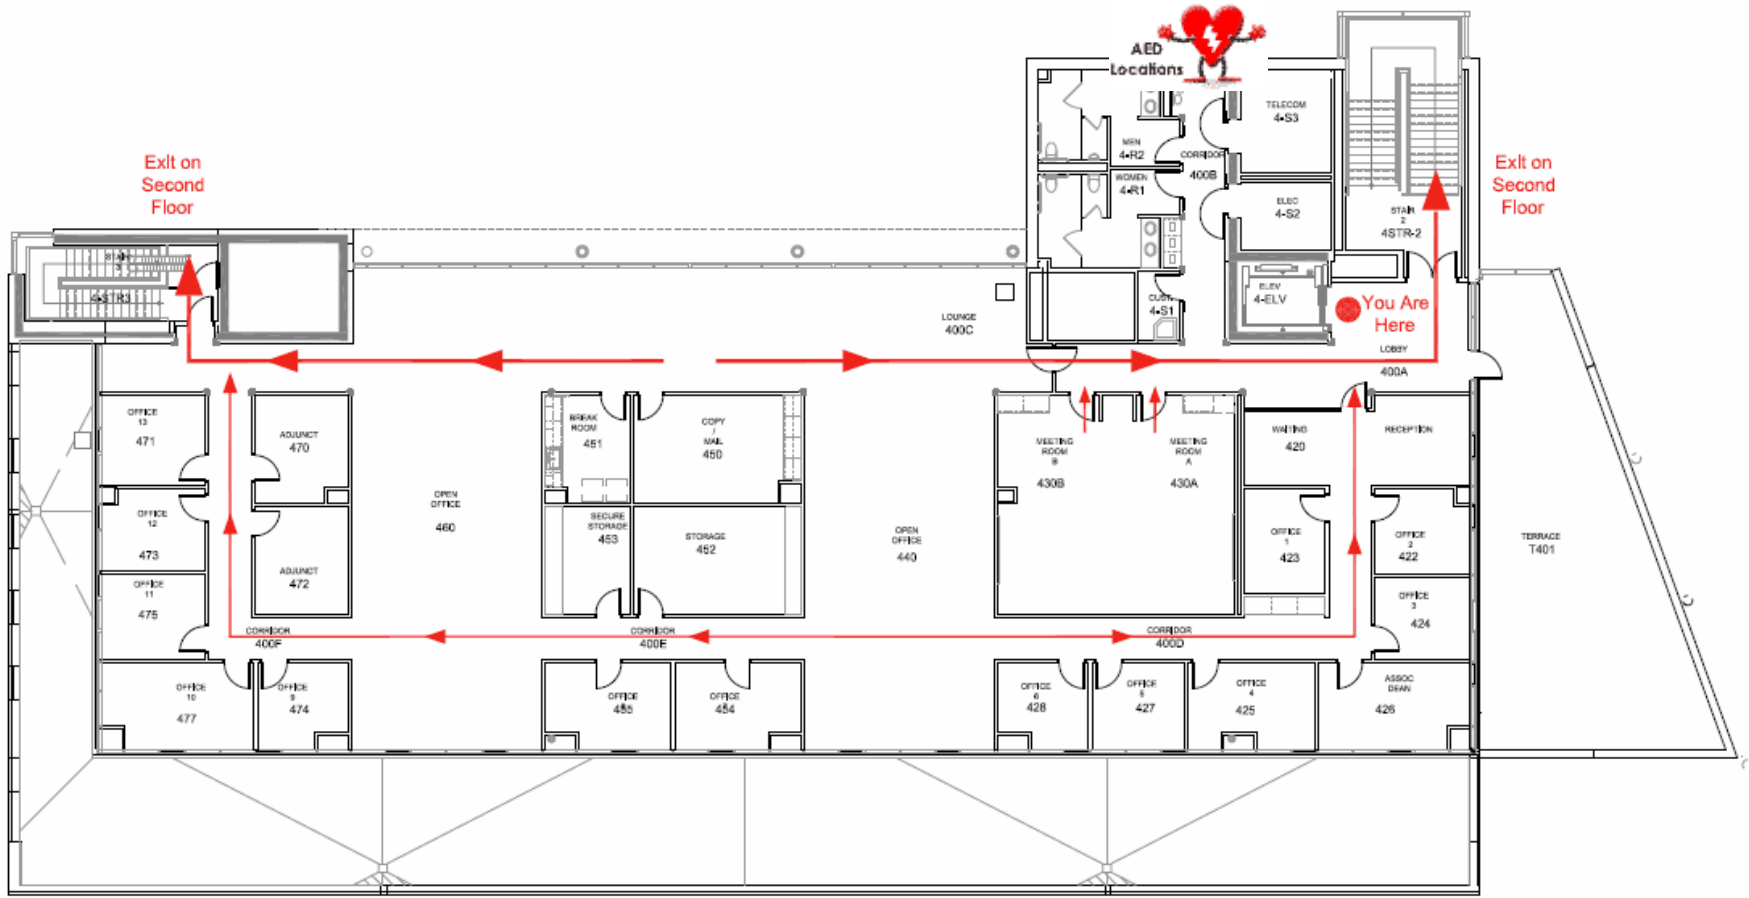 AED
Locations
TELECOM
4-S3
MEN
4-R2
CORRIDOR
400B
WOMEN
4-R1
ELEC
4-S2
STAIR
2
4STR-2
Exit on
Second
Floor
Exit on
Second
Floor
STAIR
3
4-STR3
ELEV
4-ELV
You Are
Here
4-S1
LOUNGE
400C
LOBBY
400A
OFFICE
13
471
ADJUNCT
470
BREAK
ROOM
451
COPY
/
MAIL
450
MEETING
ROOM
B
430B
MEETING
ROOM
A
430A
WAITING
420
RECEPTION
OPEN
OFFICE
460
OFFICE
12
473
SECURE
STORAGE
453
STORAGE
452
OPEN
OFFICE
440
OFFICE
1
423
OFFICE
2
422
TERRACE
T401
ADJUNCT
472
OFFICE
11
475
OFFICE
3
424
CORRIDOR
400F
CORRIDOR
400E
CORRIDOR
400D
OFFICE
10
477
OFFICE
9
474
OFFICE
455
OFFICE
454
OFFICE
6
428
OFFICE
5
427
OFFICE
4
425
ASSOC
DEAN
426